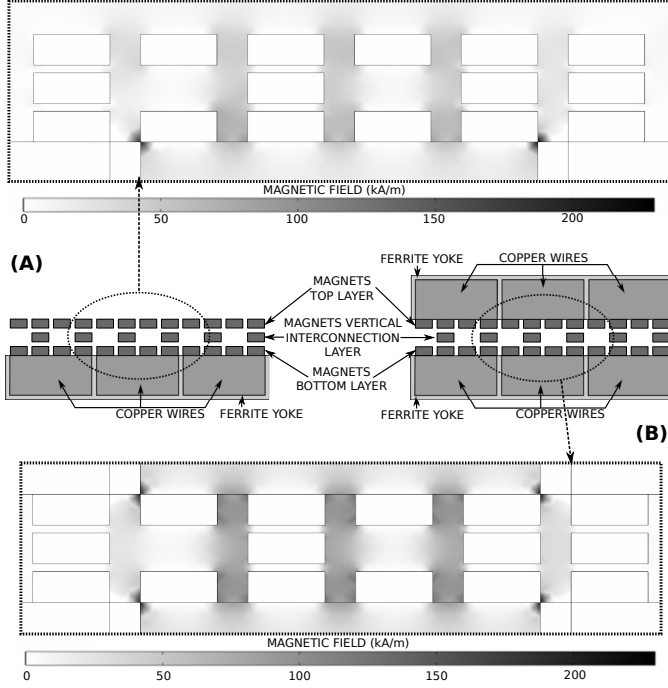 MAGNETIC FIELD (kA/m)
0 50 100 150 200
(A)
MAGNETS
TOP LAYER
MAGNETS VERTICAL
INTERCONNECTION
LAYER
MAGNETS
BOTTOM LAYER
COPPER WIRES
FERRITE YOKE
FERRITE YOKE
COPPER WIRES
FERRITE YOKE
COPPER WIRES
(B)
MAGNETIC FIELD (kA/m)
0 50 100 150 200